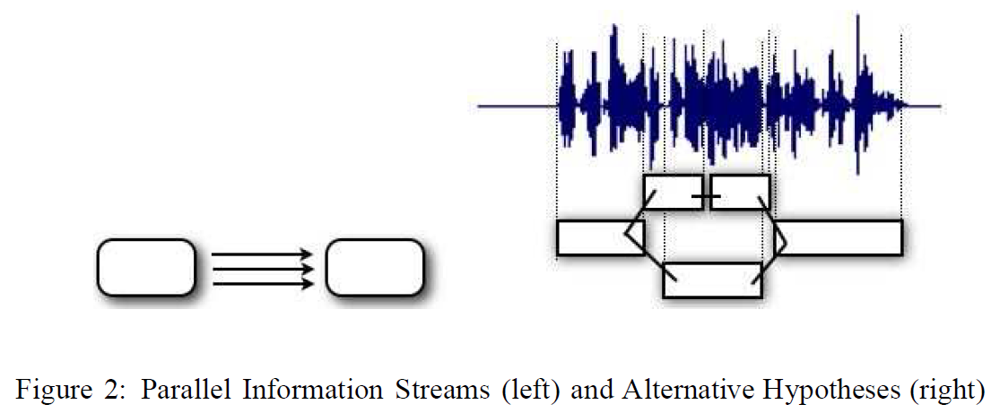 Figure 2: Parallel Information Streams (left) and Alternative Hypotheses (right)